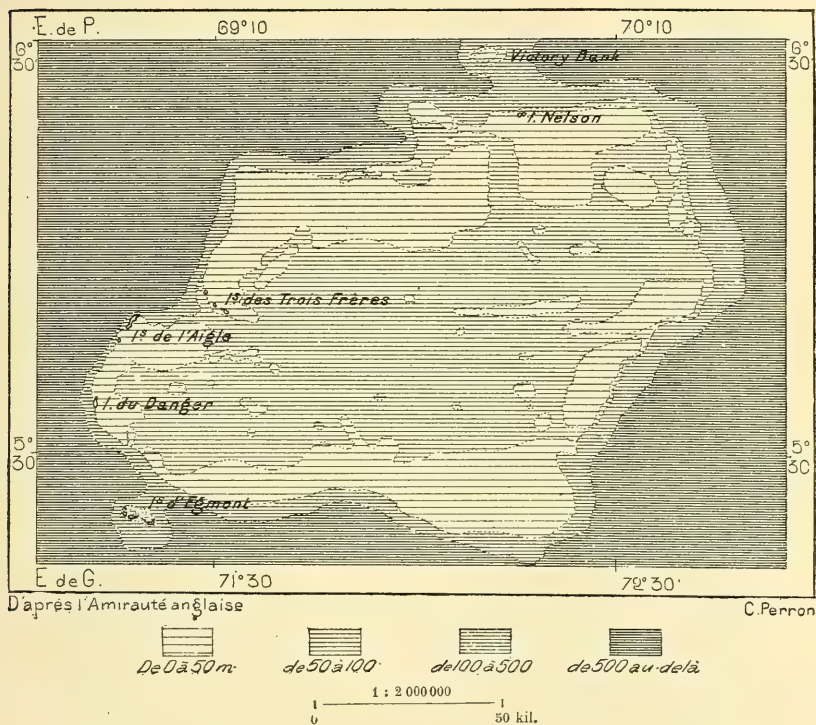 E. de P. 69°10 70°10
6° 30 6° 30
Victory Bank
I. Nelson
Is des Trois Frères
Is de l'Aigle
I. du Danger
5° 30 5° 30
Is d'Egmont
E de G. 71°30 72°30'
D'après l'Amirauté anglaise C. Perron
De 0 à 50 m. de 50 à 100 de 100 à 500 de 500 au-delà
1 : 2 000 000
0 50 kil.